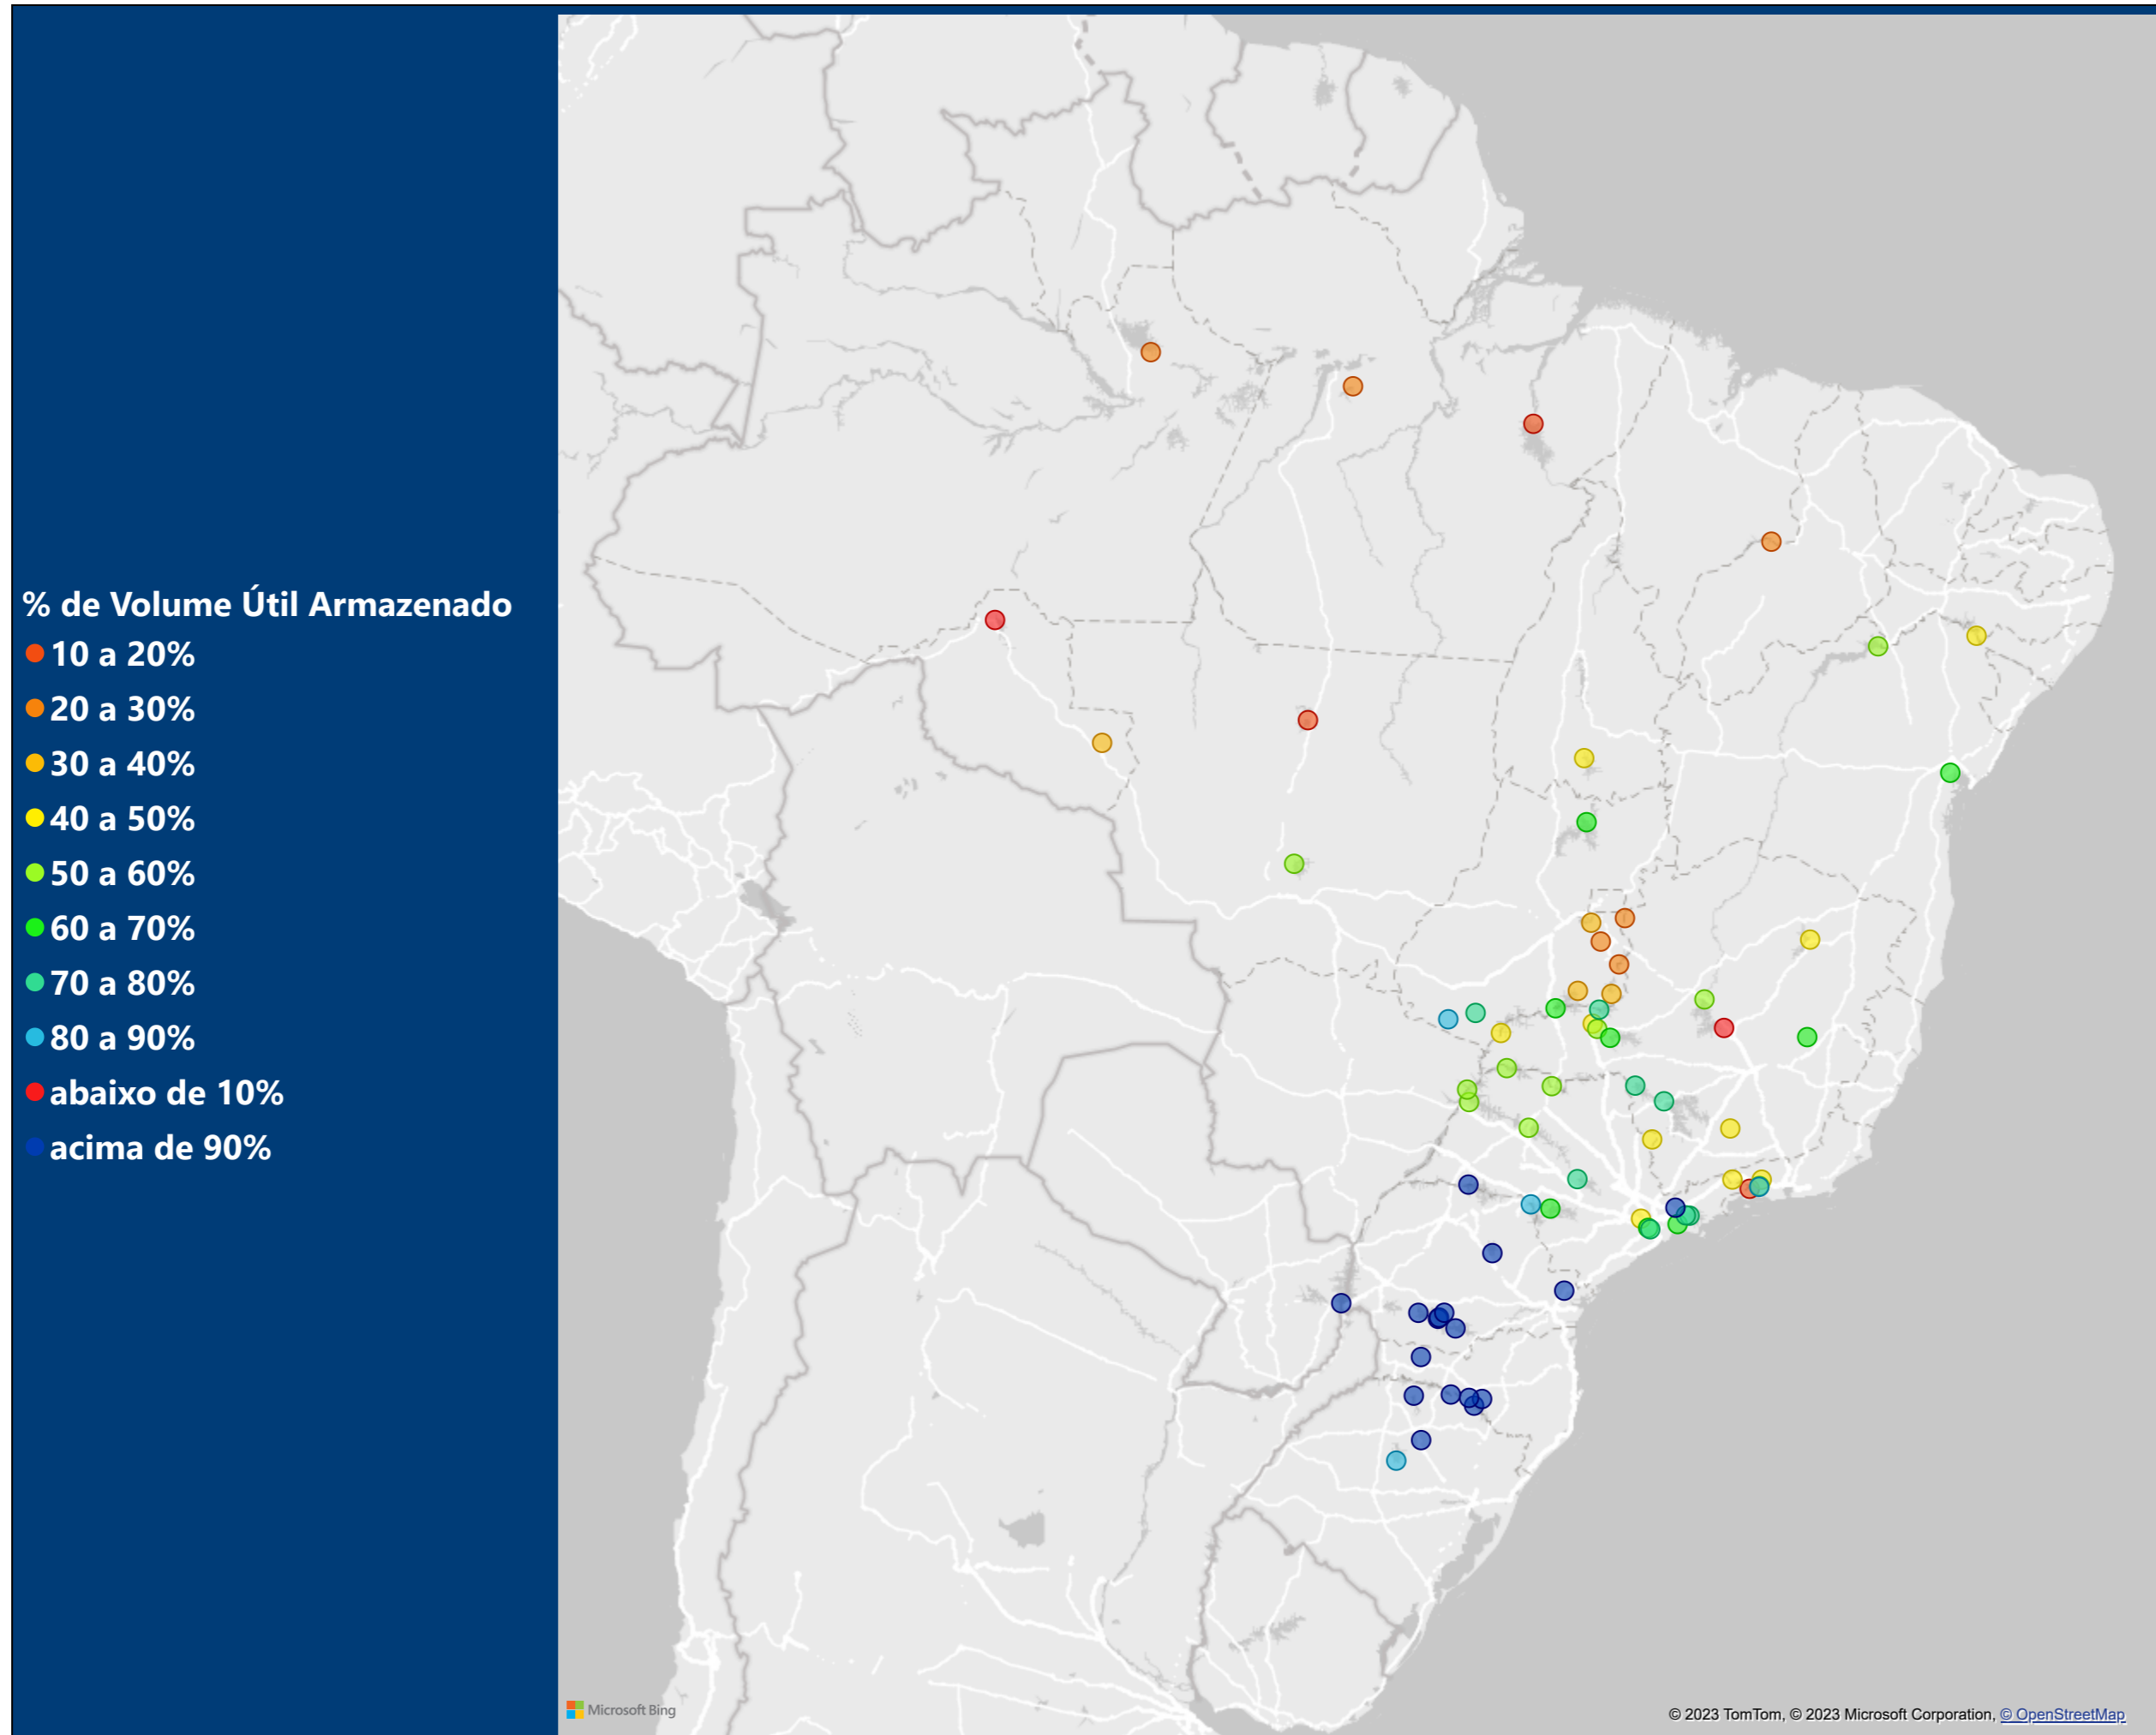 % de Volume Útil Armazenado
10 a 20%
20 a 30%
30 a 40%
40 a 50%
50 a 60%
60 a 70%
70 a 80%
80 a 90%
abaixo de 10%
acima de 90%
Microsoft Bing
© 2023 TomTom, © 2023 Microsoft Corporation, © OpenStreetMap